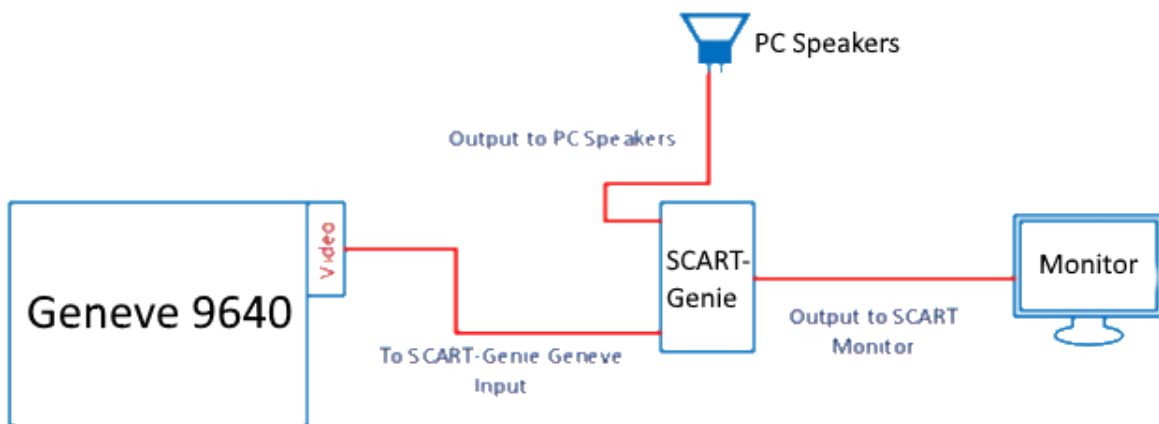 PC Speakers
Output to PC Speakers
Geneve 9640
Video
To SCART-Genie Geneve
Input
SCART-
Genie
Output to SCART
Monitor
Monitor